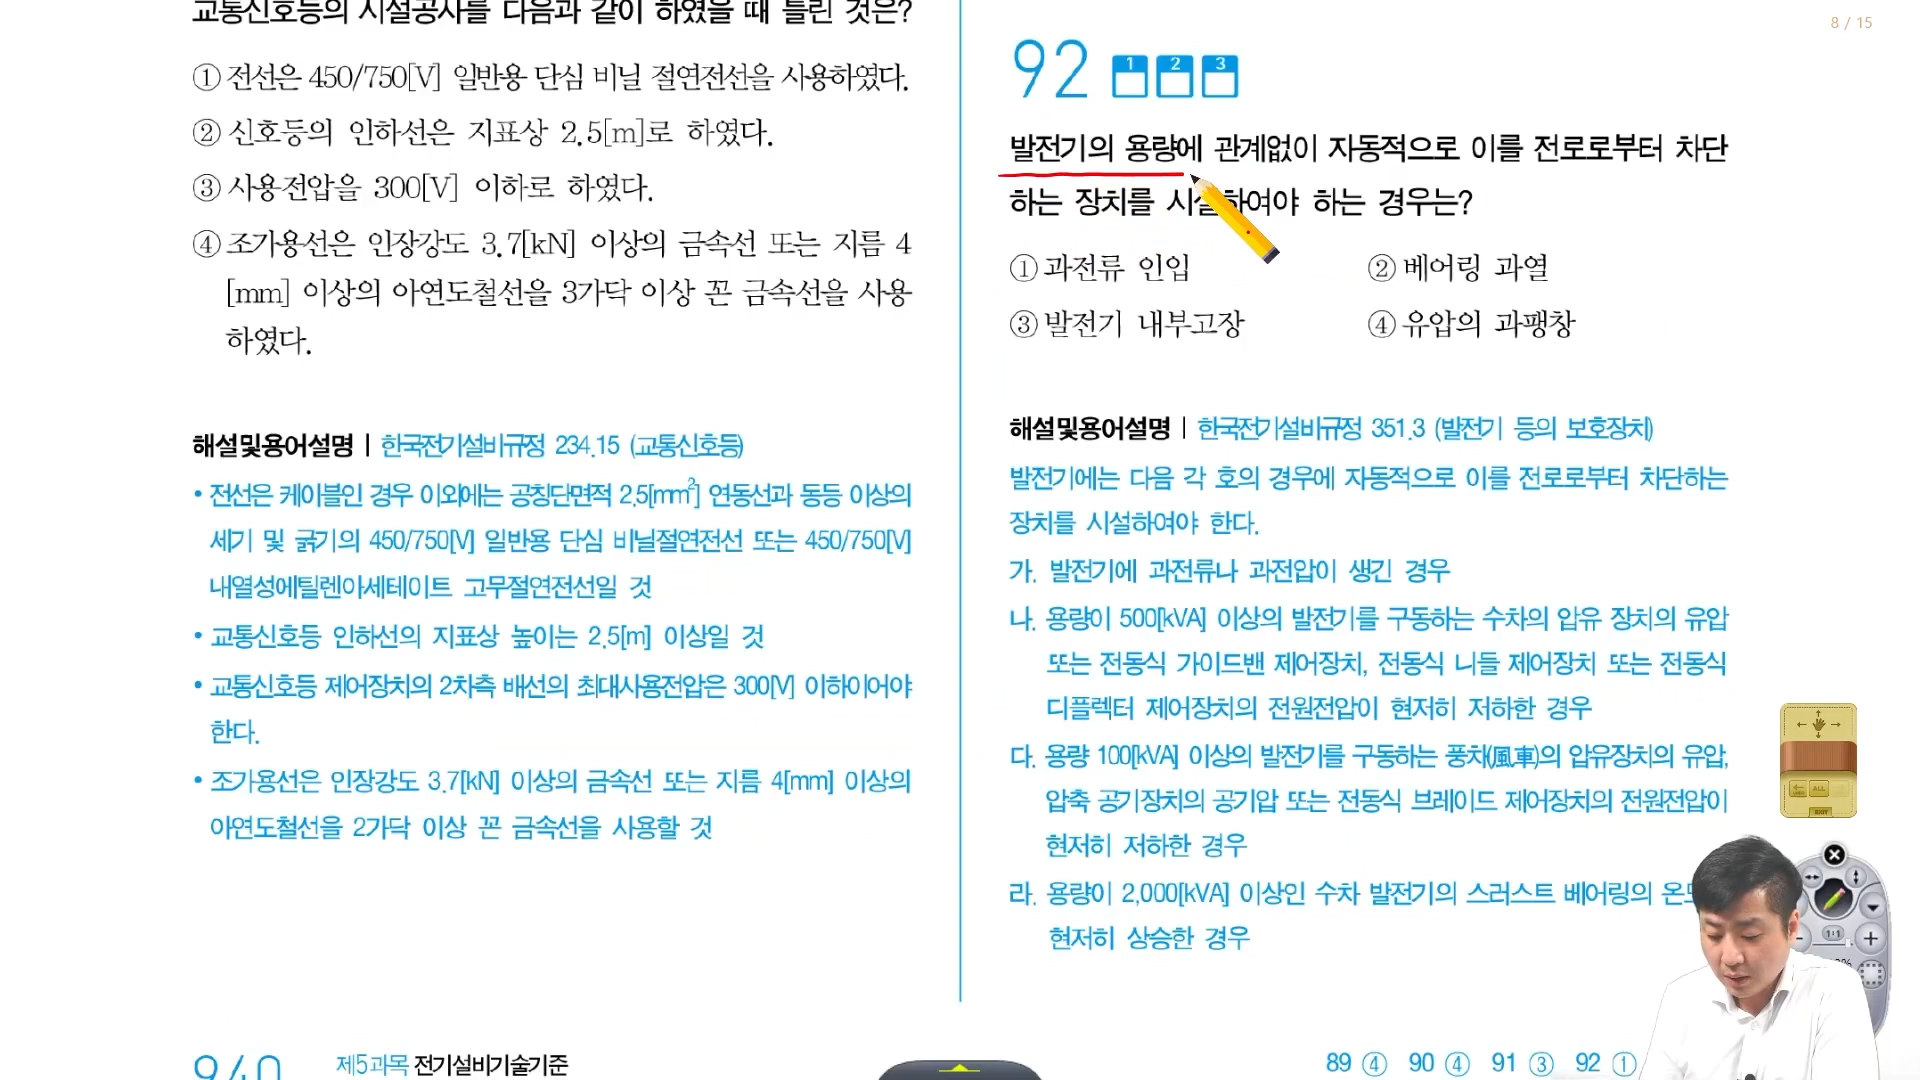 교통신호등의 시설공사를 다음과 같이 하였을 때 틀린 것은?
① 전선은 450/750[V] 일반용 단심 비닐 절연전선을 사용하였다.
② 신호등의 인하선은 지표상 2.5[m]로 하였다.
③ 사용전압을 300[V] 이하로 하였다.
④ 조가용선은 인장강도 3.7[kN] 이상의 금속선 또는 지름 4
[mm] 이상의 아연도철선을 3가닥 이상 꼰 금속선을 사용
하였다.
해설및용어설명 | 한국전기설비규정 234.15 (교통신호등)
• 전선은 케이블인 경우 이외에는 공칭단면적 2.5[mm²] 연동선과 동등 이상의
세기 및 굵기의 450/750[V] 일반용 단심 비닐절연전선 또는 450/750[V]
내열성에틸렌아세테이트 고무절연전선일 것
• 교통신호등 인하선의 지표상 높이는 2.5[m] 이상일 것
• 교통신호등 제어장치의 2차측 배선의 최대사용전압은 300[V] 이하이어야
한다.
• 조가용선은 인장강도 3.7[kN] 이상의 금속선 또는 지름 4[mm] 이상의
아연도철선을 2가닥 이상 꼰 금속선을 사용할 것
940 제5과목 전기설비기술기준
8 / 15
92 1 2 3
발전기의 용량에 관계없이 자동적으로 이를 전로로부터 차단
하는 장치를 시설하여야 하는 경우는?
① 과전류 인입 ② 베어링 과열
③ 발전기 내부고장 ④ 유압의 과팽창
해설및용어설명 | 한국전기설비규정 351.3 (발전기 등의 보호장치)
발전기에는 다음 각 호의 경우에 자동적으로 이를 전로로부터 차단하는
장치를 시설하여야 한다.
가. 발전기에 과전류나 과전압이 생긴 경우
나. 용량이 500[kVA] 이상의 발전기를 구동하는 수차의 압유 장치의 유압
또는 전동식 가이드밴 제어장치, 전동식 니들 제어장치 또는 전동식
디플렉터 제어장치의 전원전압이 현저히 저하한 경우
다. 용량 100[kVA] 이상의 발전기를 구동하는 풍차(風車)의 압유장치의 유압,
압축 공기장치의 공기압 또는 전동식 브레이드 제어장치의 전원전압이
현저히 저하한 경우
라. 용량이 2,000[kVA] 이상인 수차 발전기의 스러스트 베어링의
현저히 상승한 경우
89 ④ 90 ④ 91 ③ 92 ①
ALL
EXIT
1:1